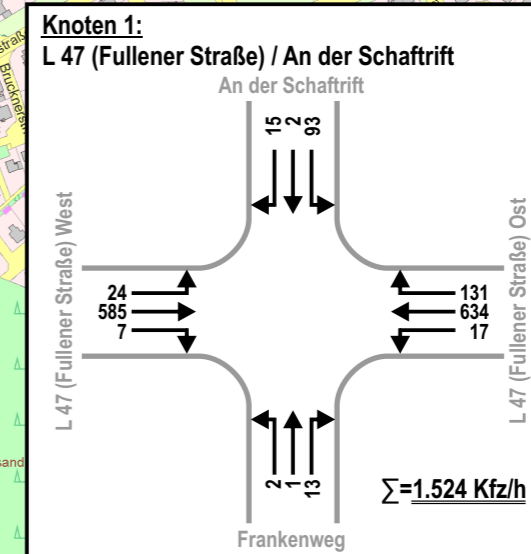 Knoten 1:
L 47 (Fullener Straße) / An der Schaftrift
An der Schaftrift
15
2
93
L 47 (Fullener Straße) West
24
585
7
131
634
17
L 47 (Fullener Straße) Ost
2
1
13
∑=1.524 Kfz/h
Frankenweg